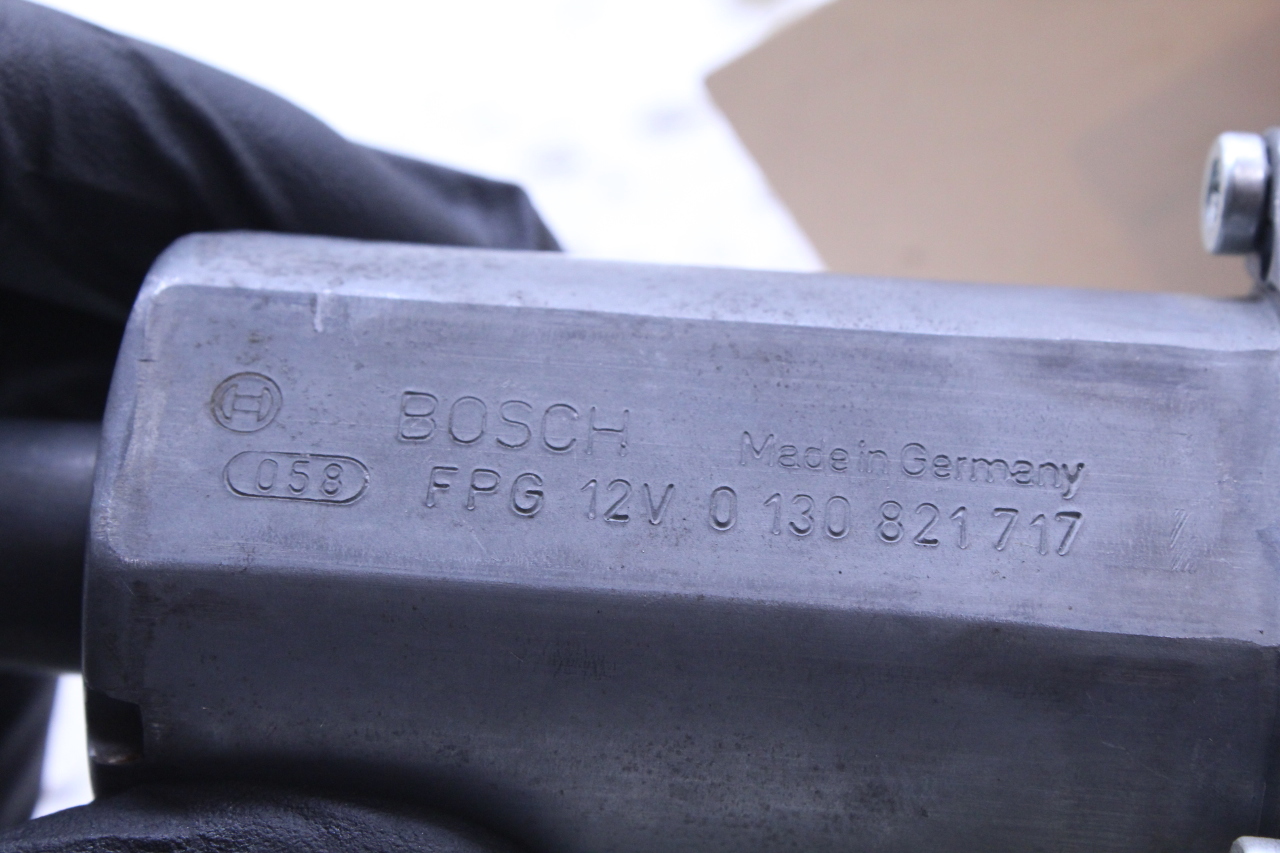 BOSCH Made in Germany
058 FPG 12V 0 130 821 717